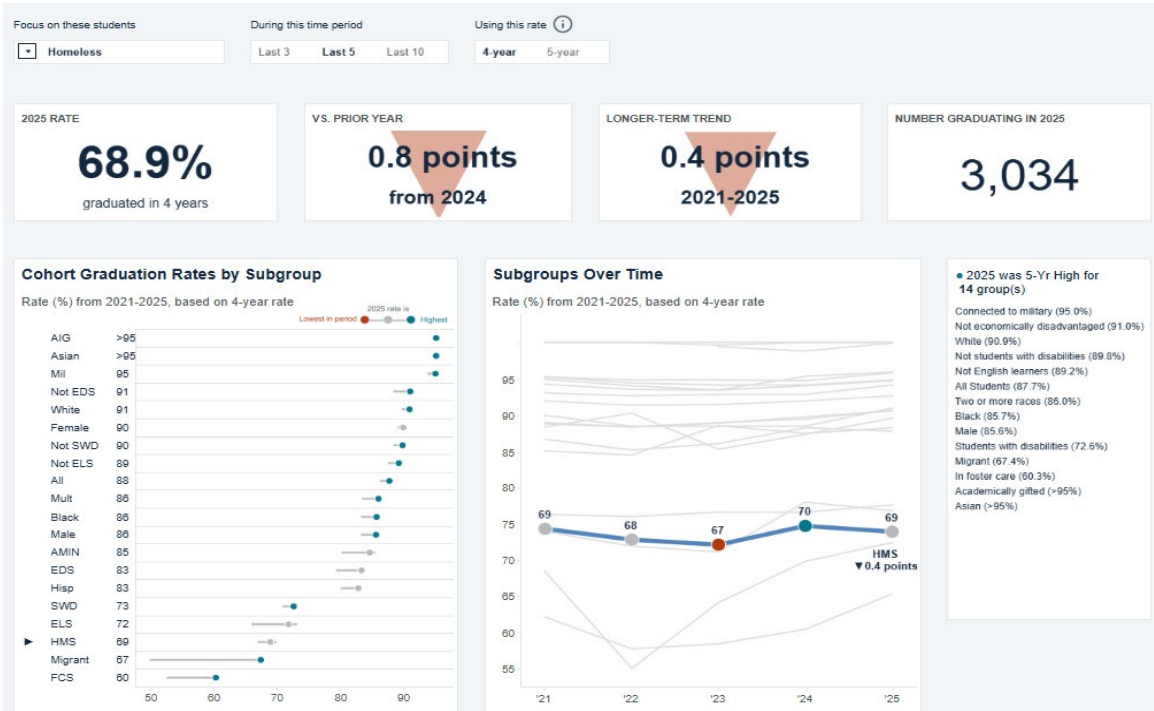 Focus on these students
During this time period
Using this rate
Homeless
Last 3 Last 5 Last 10
4-year 5-year
2025 RATE
68.9%
graduated in 4 years
VS. PRIOR YEAR
0.8 points
from 2024
LONGER-TERM TREND
0.4 points
2021-2025
NUMBER GRADUATING IN 2025
3,034
Cohort Graduation Rates by Subgroup
Rate (%) from 2021-2025, based on 4-year rate
2025 rate is
Lowest in period Highest
AIG >95
Asian >95
Mil 95
Not EDS 91
White 91
Female 90
Not SWD 90
Not ELS 89
All 88
Mult 86
Black 86
Male 86
AMIN 85
EDS 83
Hisp 83
SWD 73
ELS 72
HMS 69
Migrant 67
FCS 60
50 60 70 80 90
Subgroups Over Time
Rate (%) from 2021-2025, based on 4-year rate
95
90
85
80
75
70
65
60
55
69 68 67 70 69
HMS
▼0.4 points
'21 '22 '23 '24 '25
2025 was 5-Yr High for
14 group(s)
Connected to military (95.0%)
Not economically disadvantaged (91.0%)
White (90.9%)
Not students with disabilities (89.8%)
Not English learners (89.2%)
All Students (87.7%)
Two or more races (86.0%)
Black (85.7%)
Male (85.6%)
Students with disabilities (72.6%)
Migrant (67.4%)
In foster care (60.3%)
Academically gifted (>95%)
Asian (>95%)